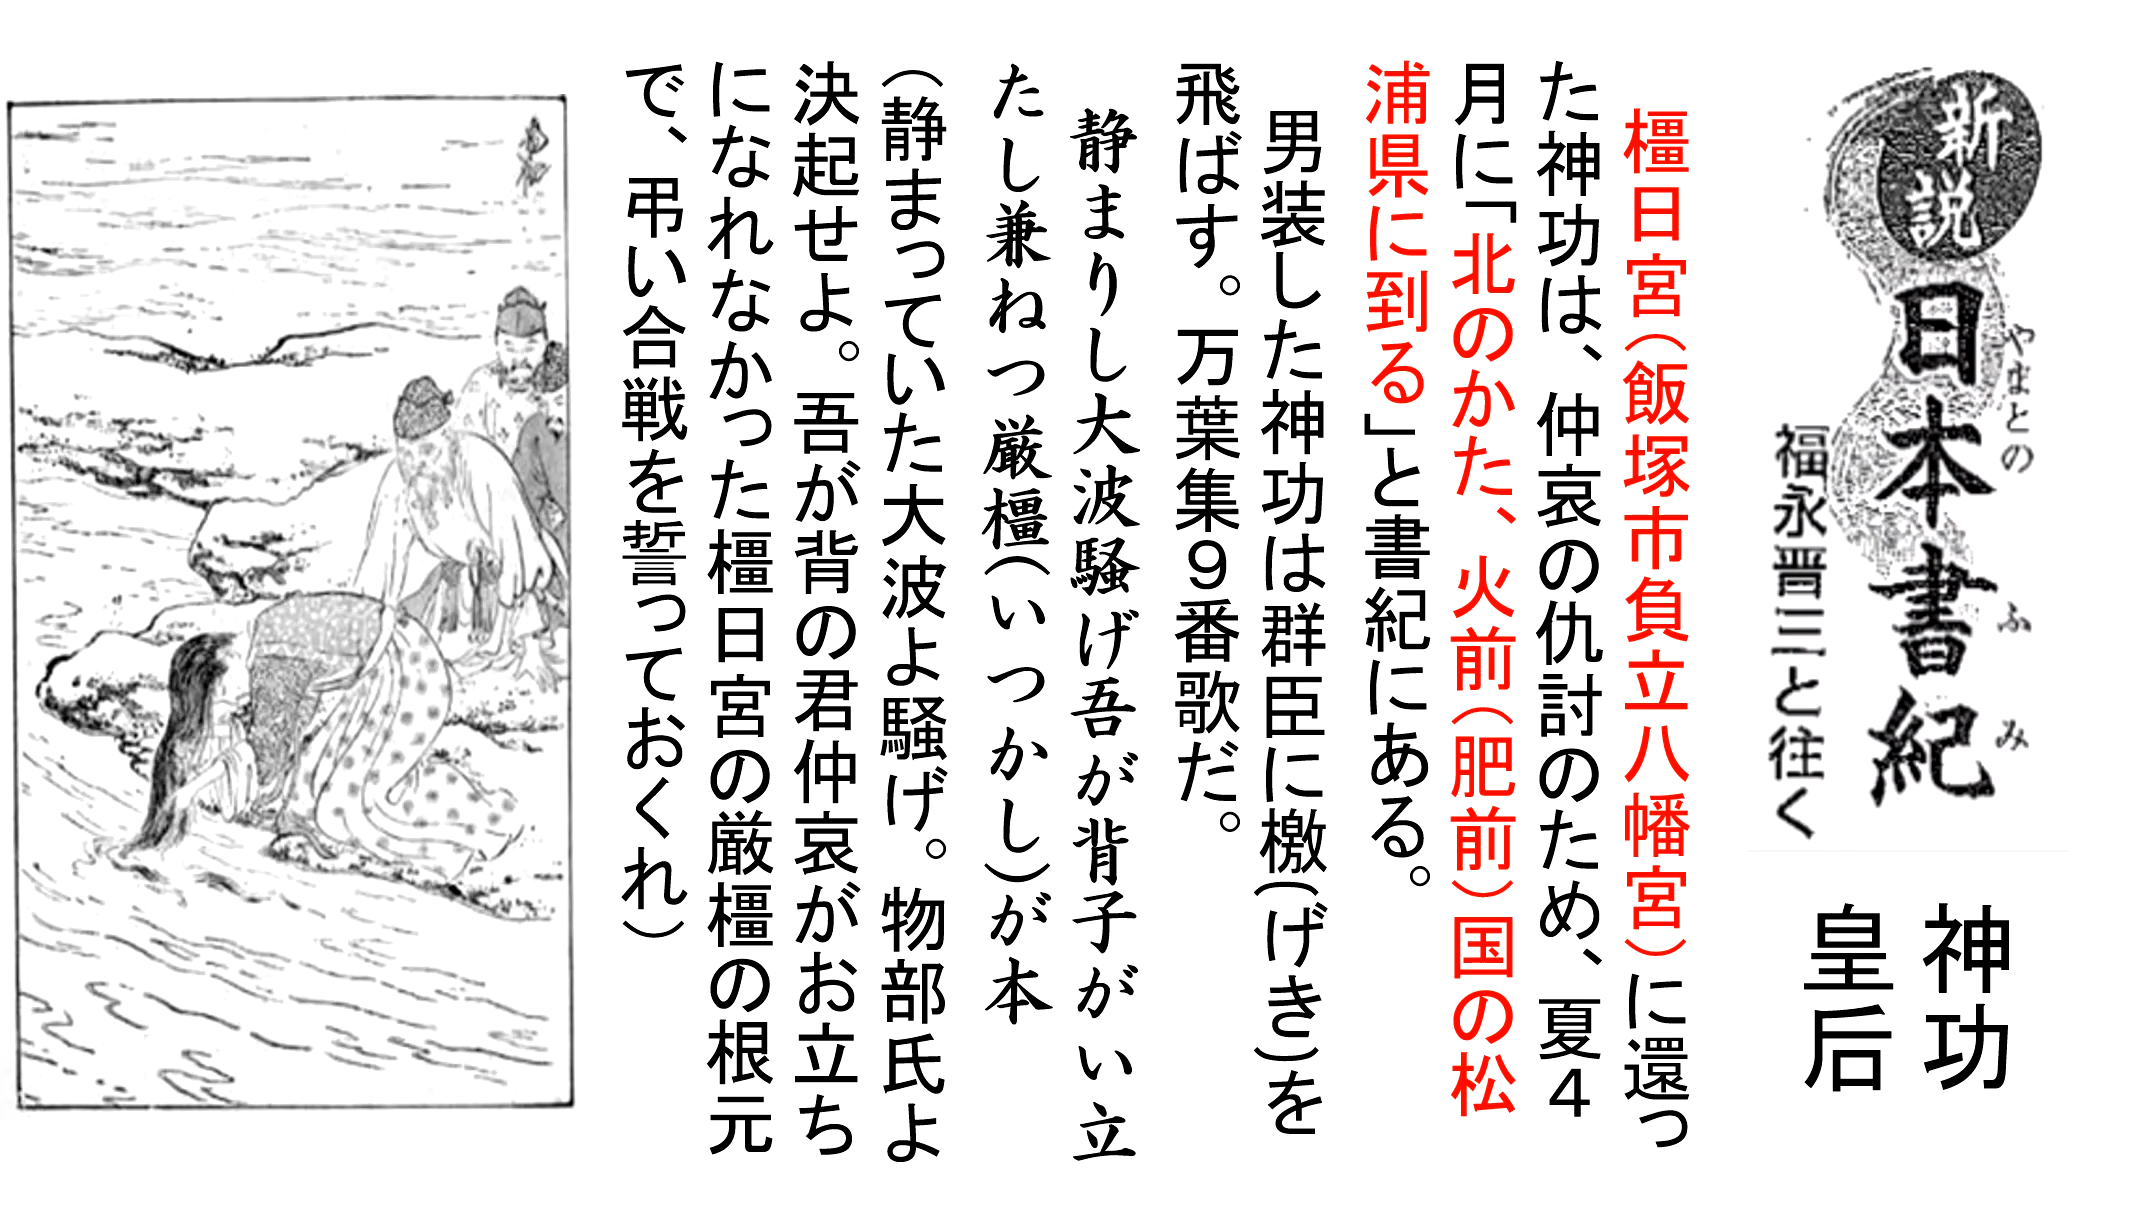 新説
日本書紀
やまとの ふ み
福永晋三と往く
神功
皇后
橿日宮(飯塚市負立八幡宮)に還っ
た神功は、仲哀の仇討のため、夏4
月に「北のかた、火前(肥前)国の松
浦県に到る」と書紀にある。
男装した神功は群臣に檄(げき)を
飛ばす。万葉集9番歌だ。
静まりし大波騒げ吾が背子がい立
たし兼ねつ厳橿(いつかし)が本
(静まっていた大波よ騒げ。物部氏よ
決起せよ。吾が背の君仲哀がお立ち
になれなかった橿日宮の厳橿の根元
で、弔い合戦を誓っておくれ)